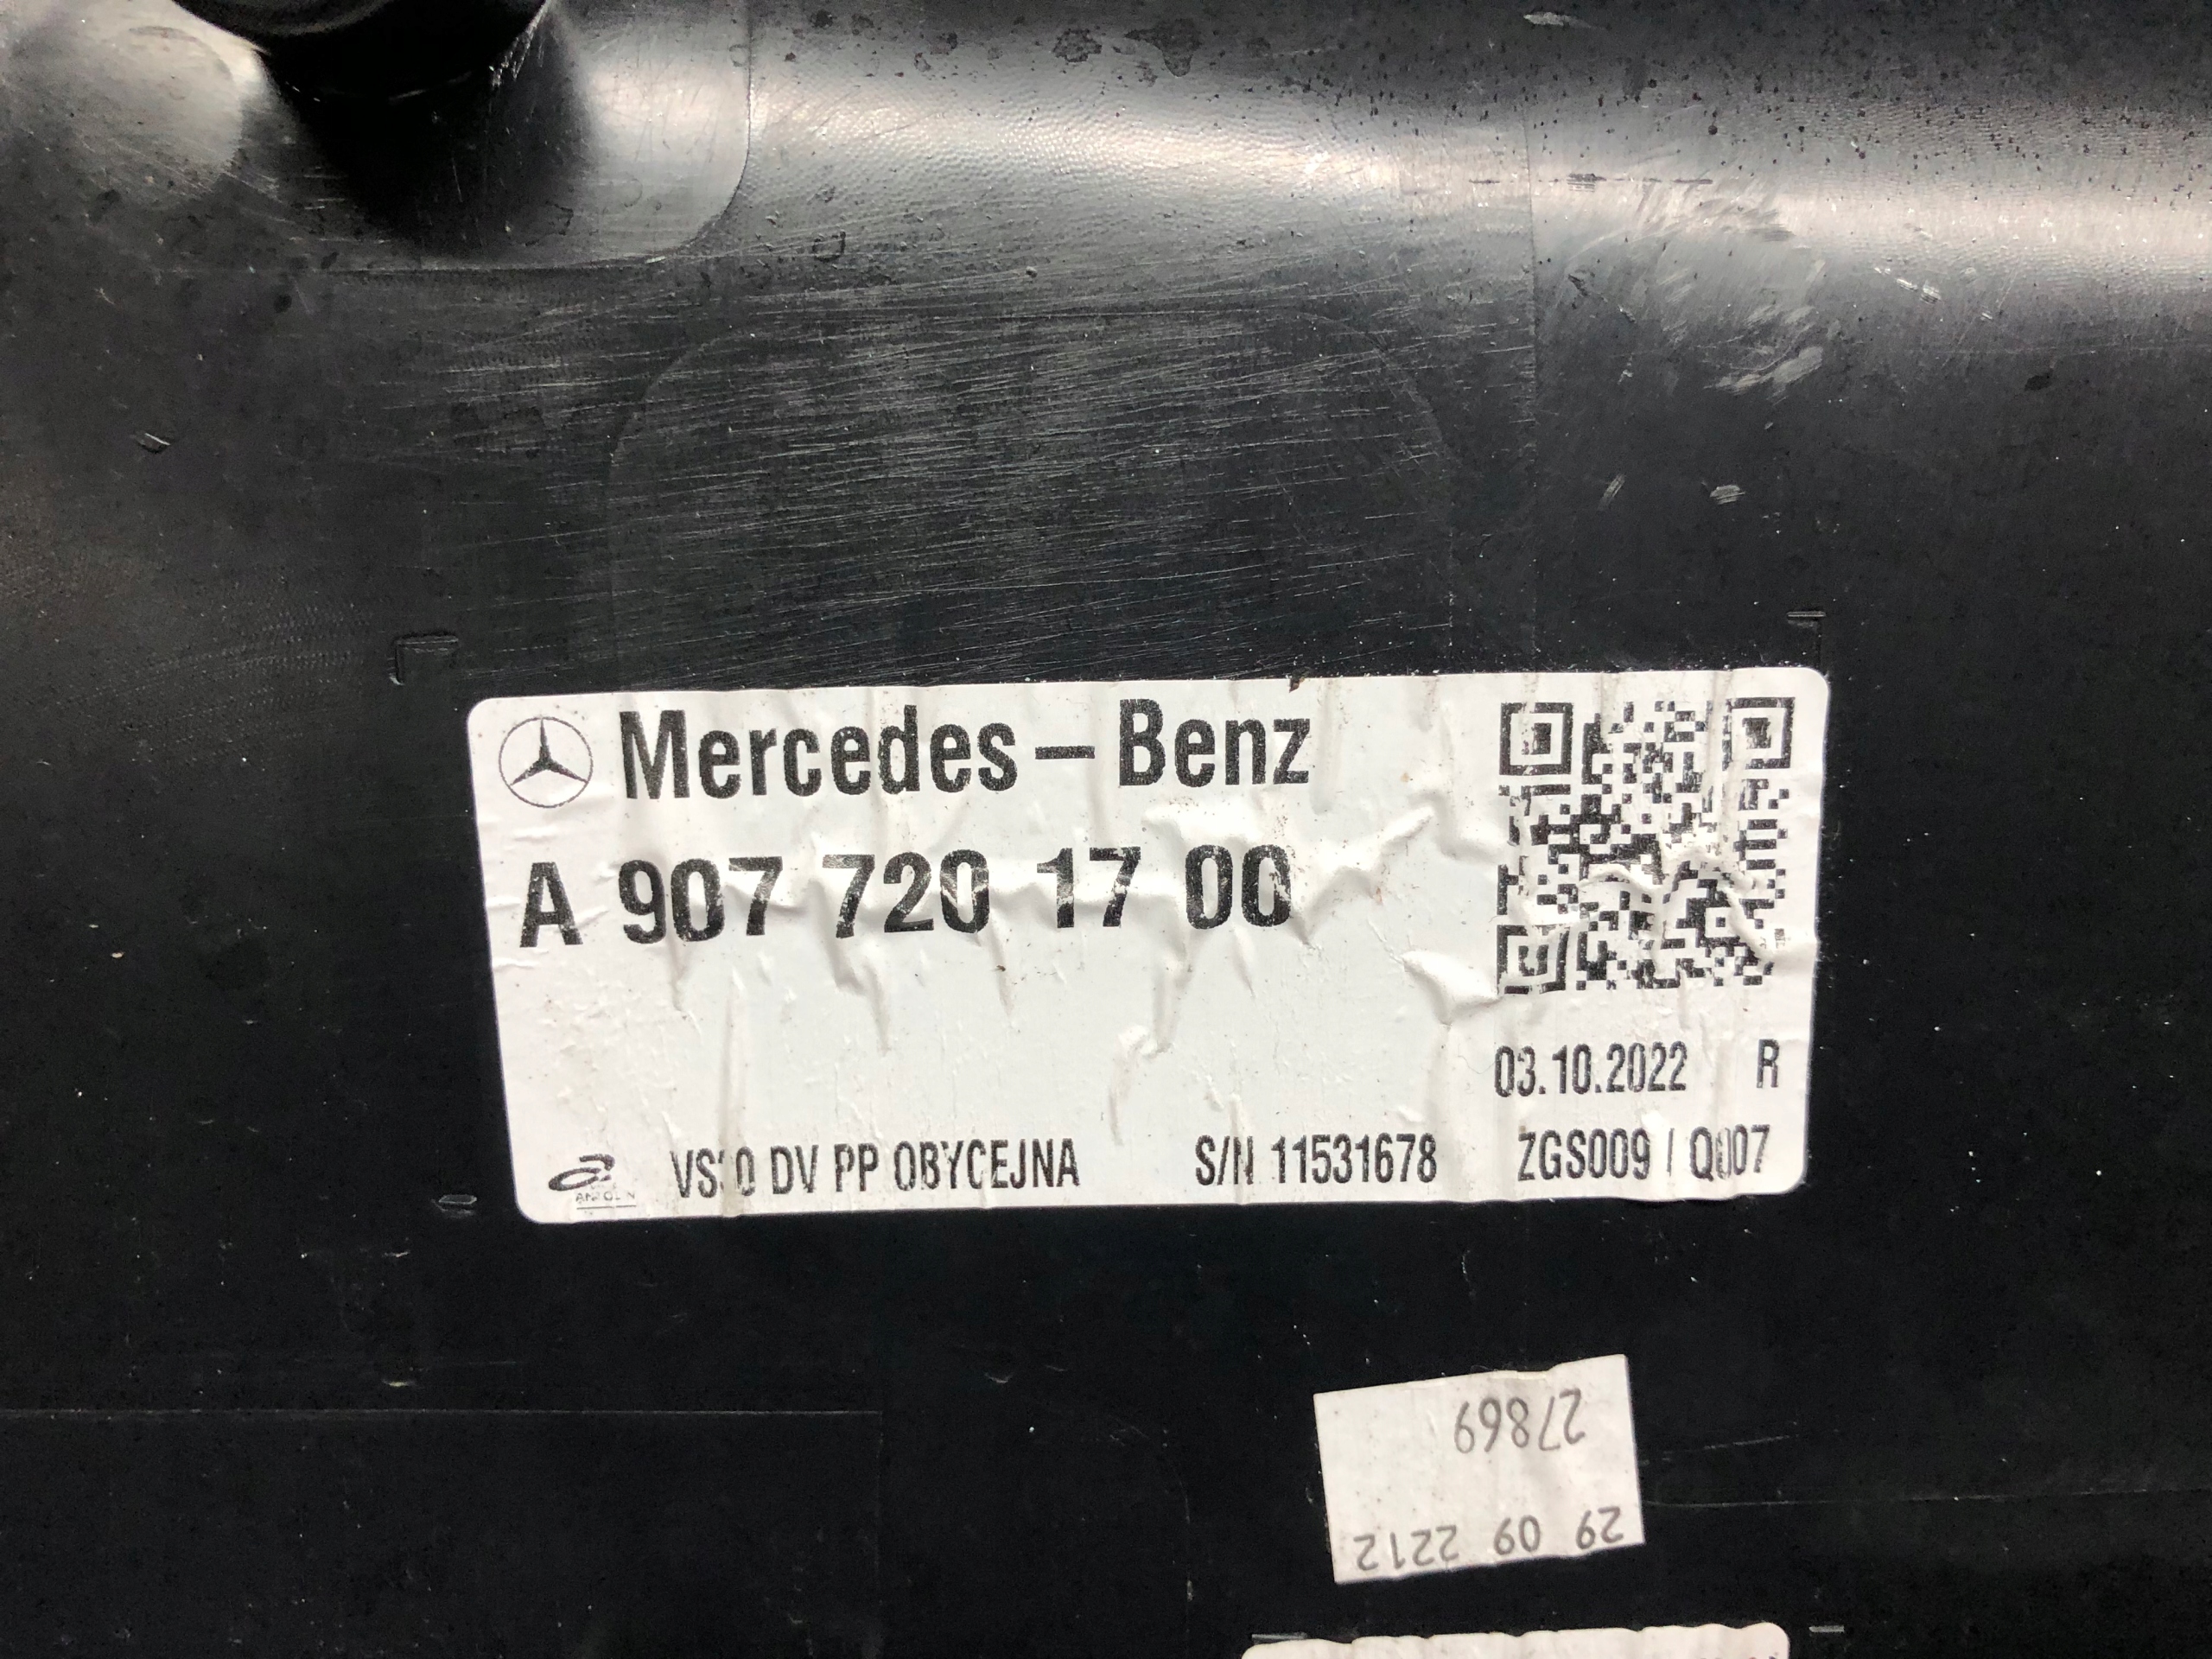 Mercedes-Benz
A 907 720 17 00
03.10.2022 R
DV PP OBYCEJNA S/N 11531678 ZGS009 / Q007
ANTOLIN
27869
29 09 2212